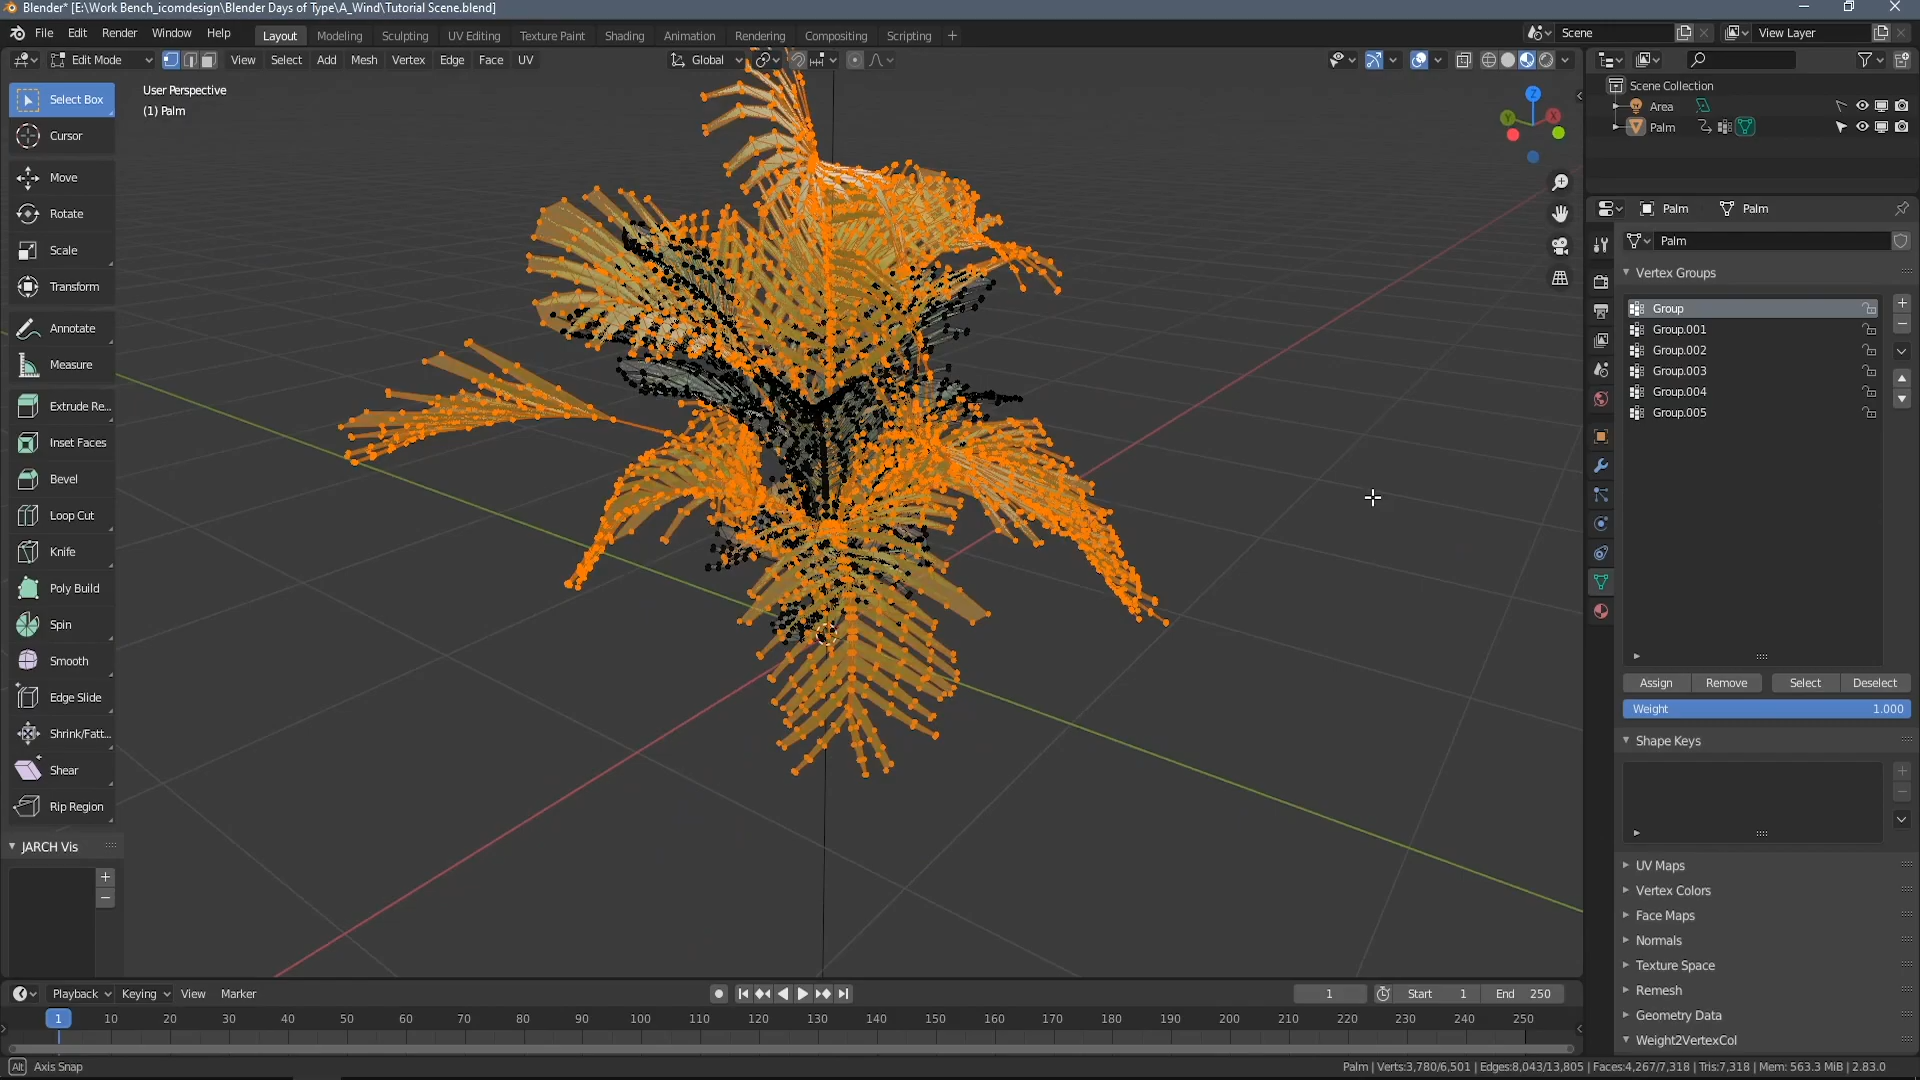 Blender* [E:\Work Bench_icomdesign\Blender Days of Type\A_Wind\Tutorial Scene.blend]
File Edit Render Window Help Layout Modeling Sculpting UV Editing Texture Paint Shading Animation Rendering Compositing Scripting + Scene View Layer
Edit Mode View Select Add Mesh Vertex Edge Face UV Global
User Perspective
(1) Palm
Select Box
Cursor
Move
Rotate
Scale
Transform
Annotate
Measure
Extrude Re...
Inset Faces
Bevel
Loop Cut
Knife
Poly Build
Spin
Smooth
Edge Slide
Shrink/Fatt...
Shear
Rip Region
JARCH Vis
Z
Y
X
Scene Collection
Area
Palm
Palm Palm
Palm
Vertex Groups
Group
Group.001
Group.002
Group.003
Group.004
Group.005
Assign Remove Select Deselect
Weight 1.000
Shape Keys
UV Maps
Vertex Colors
Face Maps
Normals
Texture Space
Remesh
Geometry Data
Weight2VertexCol
Playback Keying View Marker 1 Start 1 End 250
1 10 20 30 40 50 60 70 80 90 100 110 120 130 140 150 160 170 180 190 200 210 220 230 240 250
Alt Axis Snap
Palm | Verts:3,780/6,501 | Edges:8,043/13,805 | Faces:4,267/7,318 | Tris:7,318 | Mem: 563.3 MiB | 2.83.0